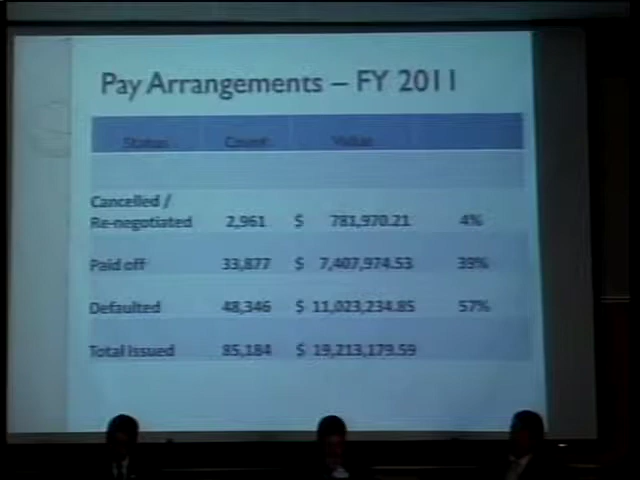 Pay Arrangements – FY 2011
Status Count Value
Cancelled /
Re-negotiated 2,961 $ 781,970.21 4%
Paid off 33,877 $ 7,407,974.53 39%
Defaulted 48,346 $ 11,023,234.85 57%
Total Issued 85,184 $ 19,213,179.59